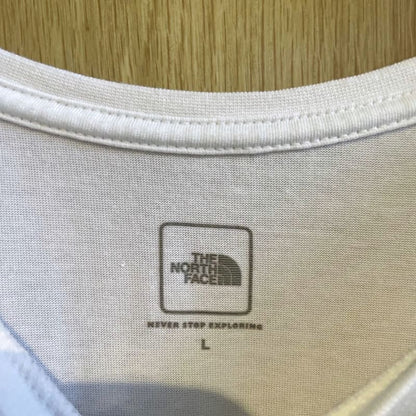 THE
NORTH
FACE
NEVER STOP EXPLORING
L